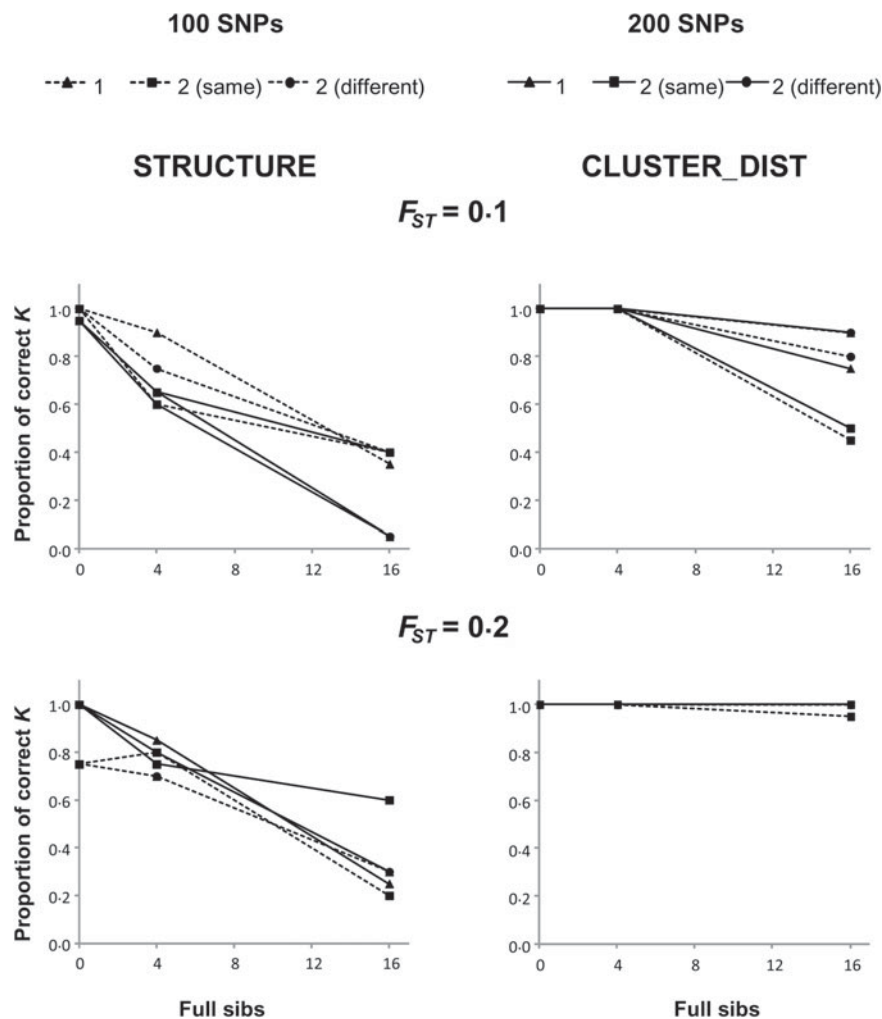 100 SNPs 200 SNPs
1 2 (same) 2 (different) 1 2 (same) 2 (different)
STRUCTURE CLUSTER_DIST
FST = 0·1
Proportion of correct K
1·0 1·0
0·8 0·8
0·6 0·6
0·4 0·4
0·2 0·2
0·0 0·0
0 4 8 12 16 0 4 8 12 16
FST = 0·2
Proportion of correct K
1·0 1·0
0·8 0·8
0·6 0·6
0·4 0·4
0·2 0·2
0·0 0·0
0 4 8 12 16 0 4 8 12 16
Full sibs Full sibs